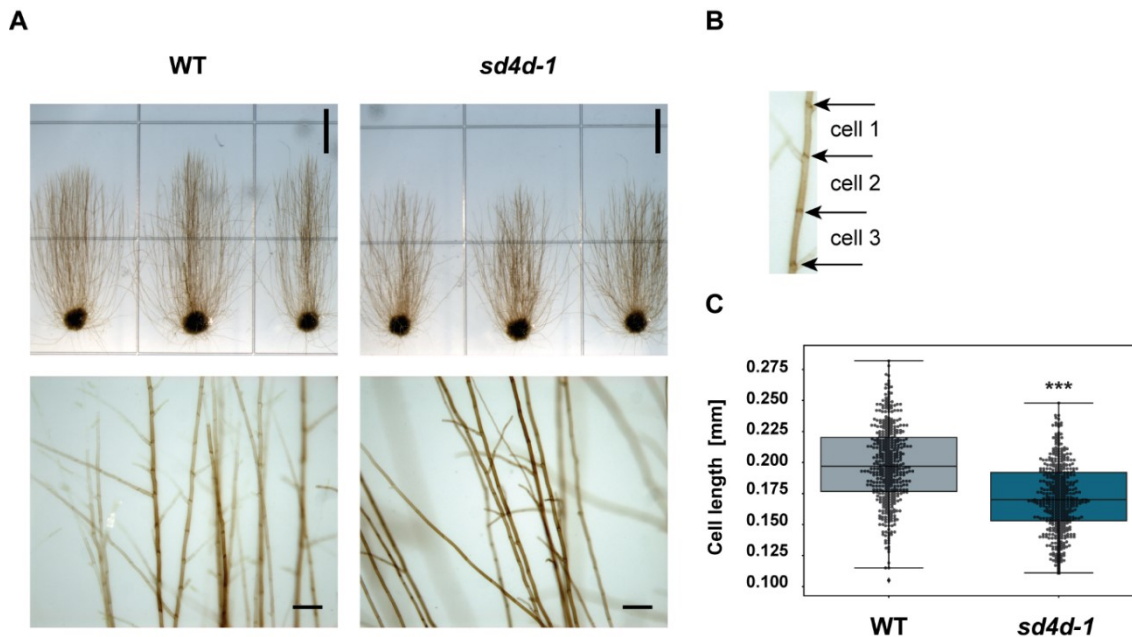 A
WT
sd4d-1
B
cell 1
cell 2
cell 3
C
Cell length [mm]
0.275
0.250
0.225
0.200
0.175
0.150
0.125
0.100
***
WT
sd4d-1